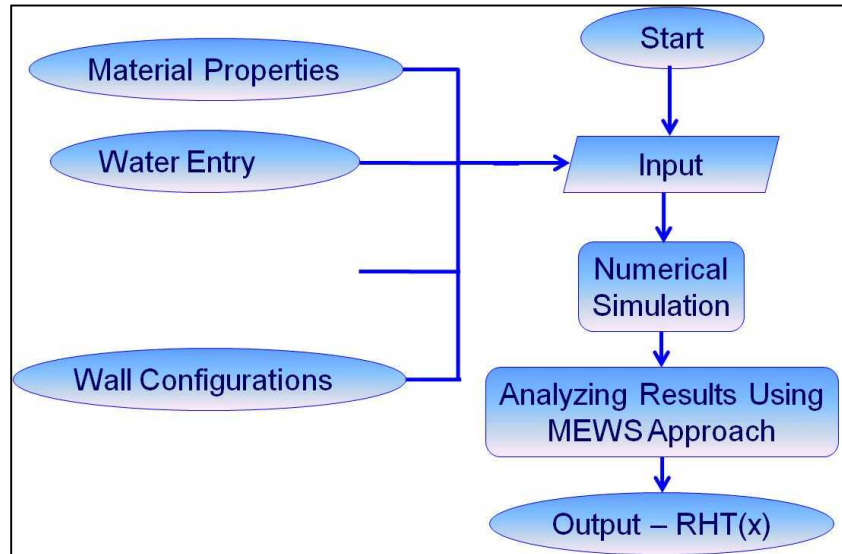 Start
Material Properties
Water Entry
Input
Numerical
Simulation
Wall Configurations
Analyzing Results Using
MEWS Approach
Output – RHT(x)